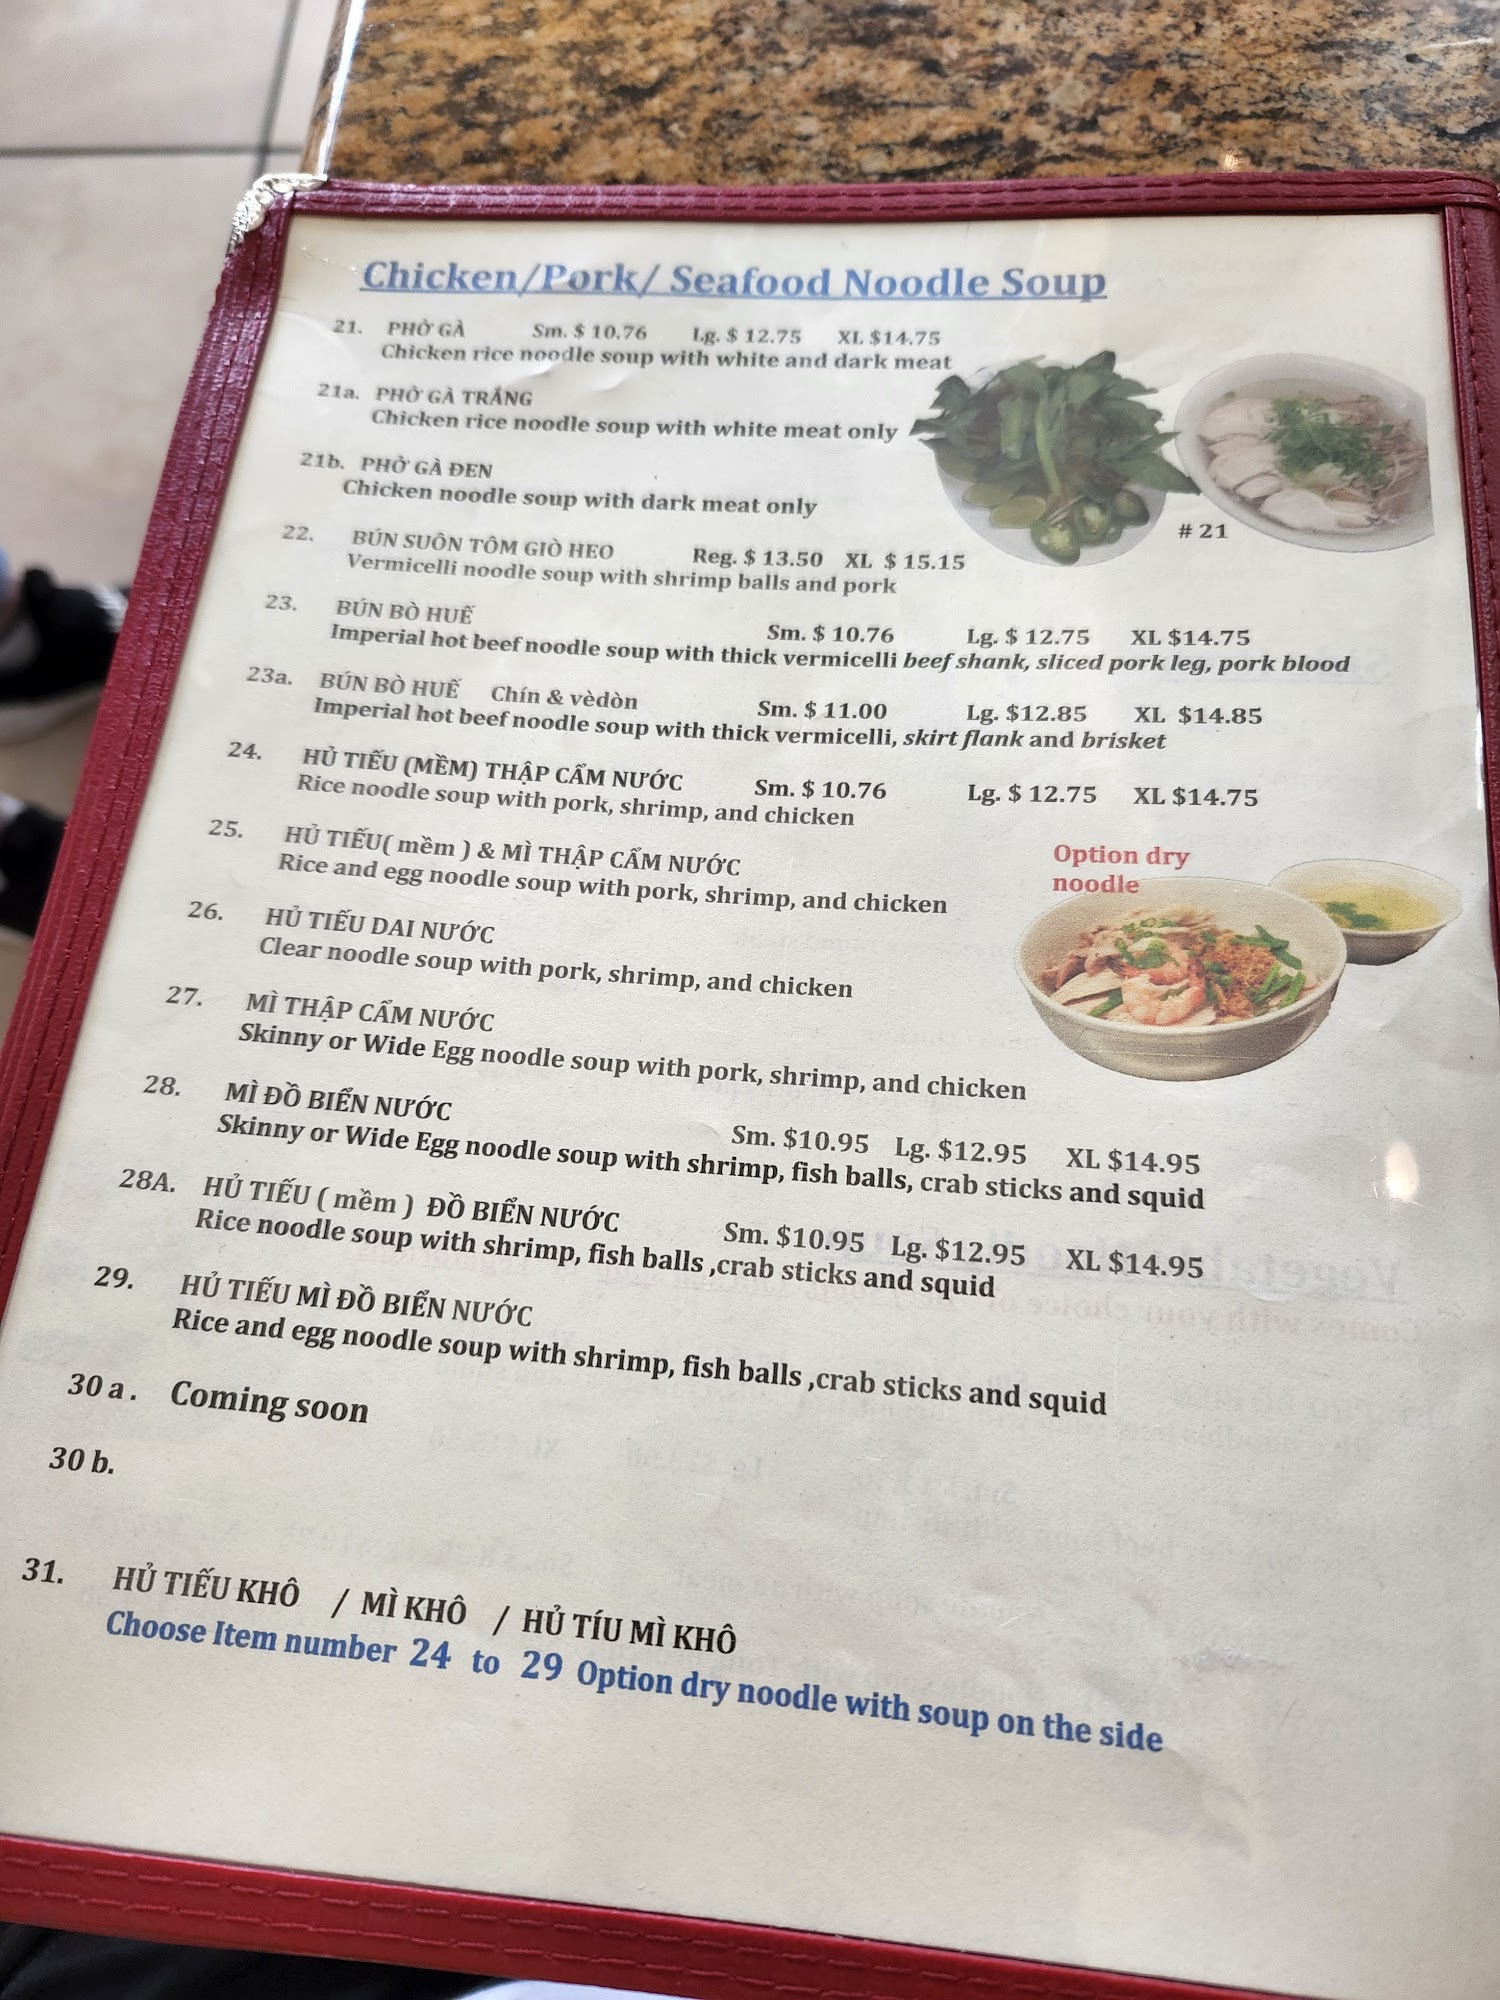 Chicken/Pork/ Seafood Noodle Soup
21. PHỞ GÀ Sm. $ 10.76 Lg. $ 12.75 XL $14.75
Chicken rice noodle soup with white and dark meat
21a. PHỞ GÀ TRẮNG
Chicken rice noodle soup with white meat only
21b. PHỞ GÀ ĐEN
Chicken noodle soup with dark meat only
# 21
22. BÚN SUÔN TÔM GIÒ HEO Reg. $ 13.50 XL $ 15.15
Vermicelli noodle soup with shrimp balls and pork
23. BÚN BÒ HUẾ Sm. $ 10.76 Lg. $ 12.75 XL $14.75
Imperial hot beef noodle soup with thick vermicelli beef shank, sliced pork leg, pork blood
23a. BÚN BÒ HUẾ Chín & vèdòn Sm. $ 11.00 Lg. $12.85 XL $14.85
Imperial hot beef noodle soup with thick vermicelli, skirt flank and brisket
24. HỦ TIẾU (MỀM) THẬP CẨM NƯỚC Sm. $ 10.76 Lg. $ 12.75 XL $14.75
Rice noodle soup with pork, shrimp, and chicken
25. HỦ TIẾU( mềm ) & MÌ THẬP CẨM NƯỚC
Rice and egg noodle soup with pork, shrimp, and chicken
Option dry
noodle
26. HỦ TIẾU DAI NƯỚC
Clear noodle soup with pork, shrimp, and chicken
27. MÌ THẬP CẨM NƯỚC
Skinny or Wide Egg noodle soup with pork, shrimp, and chicken
28. MÌ ĐỒ BIỂN NƯỚC Sm. $10.95 Lg. $12.95 XL $14.95
Skinny or Wide Egg noodle soup with shrimp, fish balls, crab sticks and squid
28A. HỦ TIẾU ( mềm ) ĐỒ BIỂN NƯỚC Sm. $10.95 Lg. $12.95 XL $14.95
Rice noodle soup with shrimp, fish balls ,crab sticks and squid
29. HỦ TIẾU MÌ ĐỒ BIỂN NƯỚC
Rice and egg noodle soup with shrimp, fish balls ,crab sticks and squid
30 a . Coming soon
30 b.
31. HỦ TIẾU KHÔ / MÌ KHÔ / HỦ TÍU MÌ KHÔ
Choose Item number 24 to 29 Option dry noodle with soup on the side